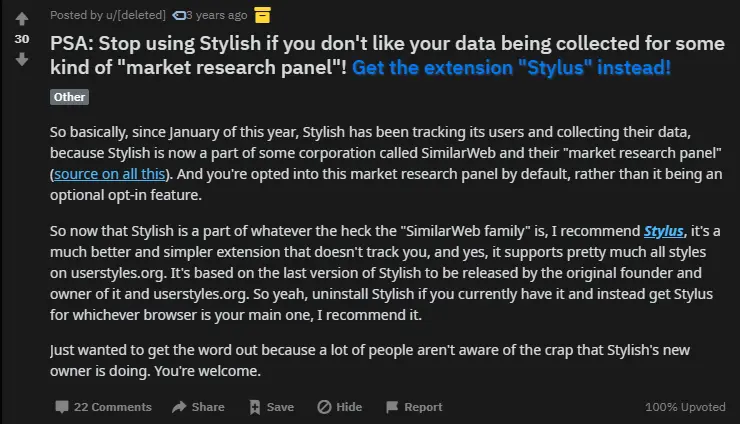 Posted by u/[deleted] 3 years ago
30
PSA: Stop using Stylish if you don't like your data being collected for some
kind of "market research panel"! Get the extension "Stylus" instead!
Other
So basically, since January of this year, Stylish has been tracking its users and collecting their data,
because Stylish is now a part of some corporation called SimilarWeb and their "market research panel"
(source on all this). And you're opted into this market research panel by default, rather than it being an
optional opt-in feature.
So now that Stylish is a part of whatever the heck the "SimilarWeb family" is, I recommend Stylus, it's a
much better and simpler extension that doesn't track you, and yes, it supports pretty much all styles
on userstyles.org. It's based on the last version of Stylish to be released by the original founder and
owner of it and userstyles.org. So yeah, uninstall Stylish if you currently have it and instead get Stylus
for whichever browser is your main one, I recommend it.
Just wanted to get the word out because a lot of people aren't aware of the crap that Stylish's new
owner is doing. You're welcome.
22 Comments Share Save Hide Report 100% Upvoted